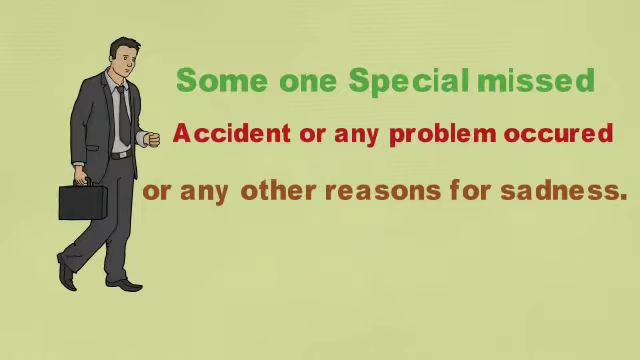 Some one Special missed
Accident or any problem occured
or any other reasons for sadness.